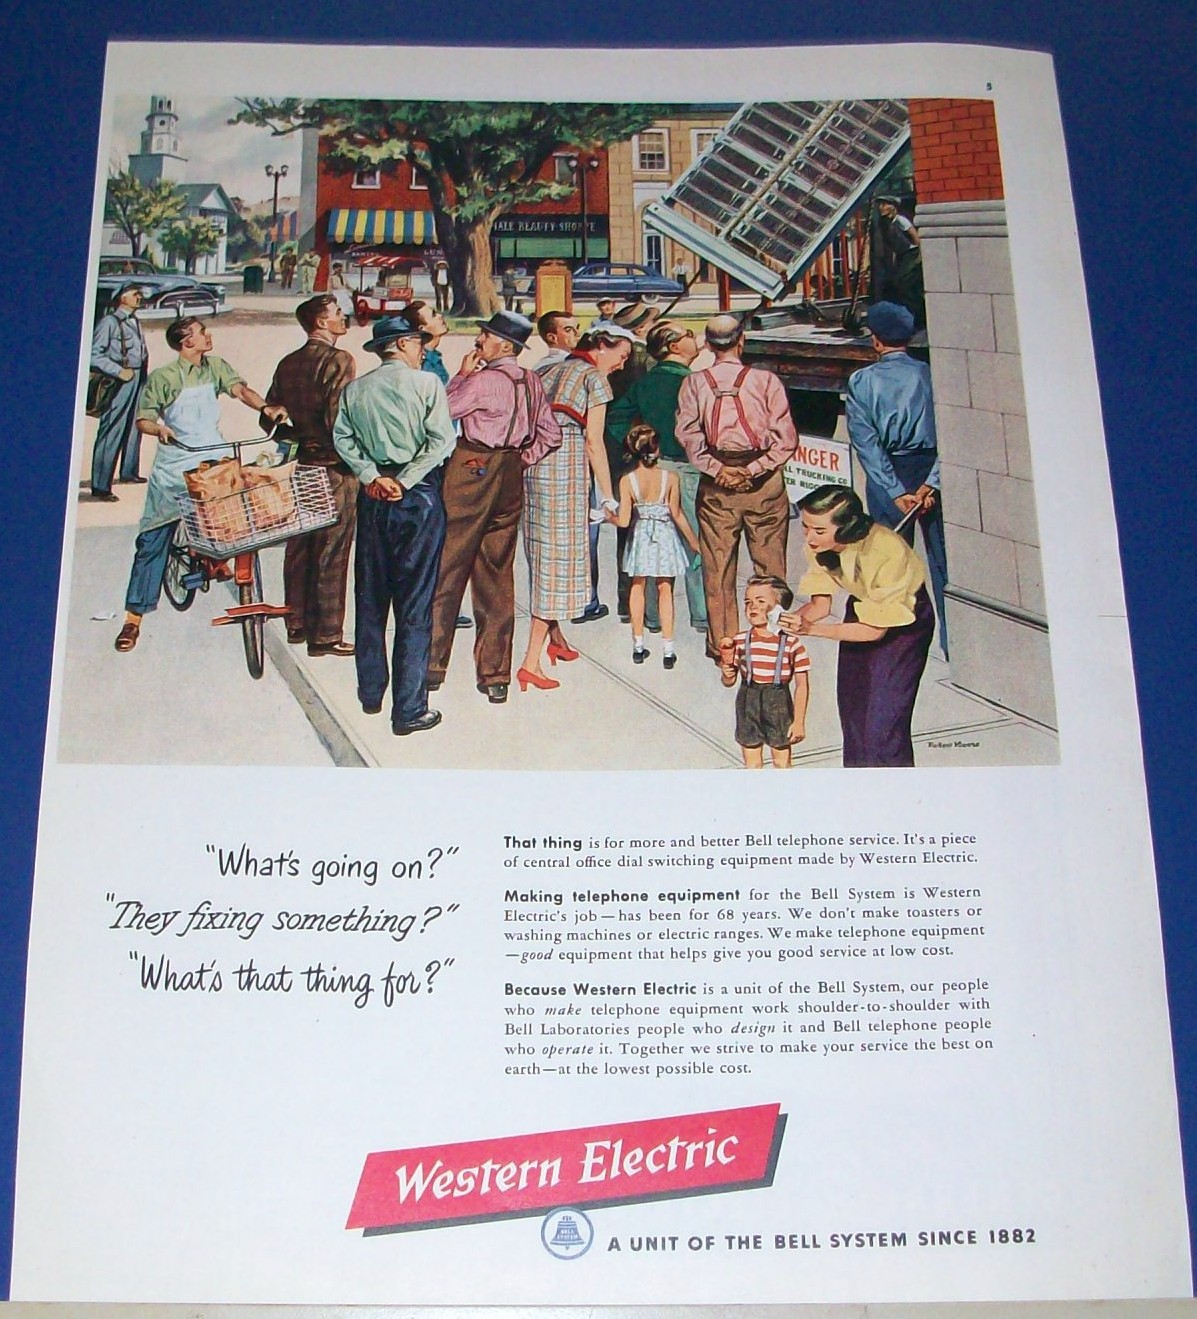 5
ALE BEAUTY SHOPPE
NGER
L TRUCKING CO
"What's going on?"
"They fixing something?"
"What's that thing for?"
That thing is for more and better Bell telephone service. It's a piece
of central office dial switching equipment made by Western Electric.
Making telephone equipment for the Bell System is Western
Electric's job—has been for 68 years. We don't make toasters or
washing machines or electric ranges. We make telephone equipment
—good equipment that helps give you good service at low cost.
Because Western Electric is a unit of the Bell System, our people
who make telephone equipment work shoulder-to-shoulder with
Bell Laboratories people who design it and Bell telephone people
who operate it. Together we strive to make your service the best on
earth—at the lowest possible cost.
Western Electric
BELL
SYSTEM
A UNIT OF THE BELL SYSTEM SINCE 1882